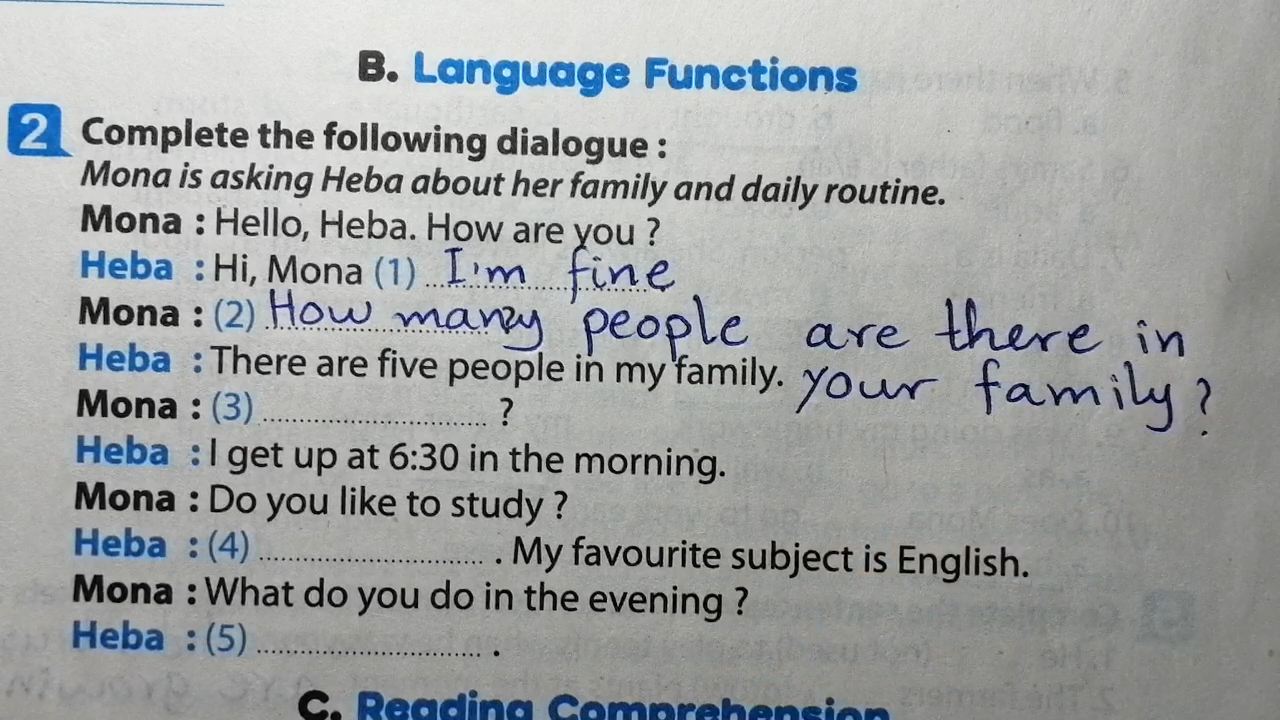 B. Language Functions
2 Complete the following dialogue :
Mona is asking Heba about her family and daily routine.
Mona : Hello, Heba. How are you ?
Heba : Hi, Mona (1) I'm fine
Mona : (2) How many people are there in
Heba : There are five people in my family. your family?
Mona : (3) ........................................ ?
Heba : I get up at 6:30 in the morning.
Mona : Do you like to study ?
Heba : (4) ........................................ . My favourite subject is English.
Mona : What do you do in the evening ?
Heba : (5) ........................................ .
C. Reading Comprehension